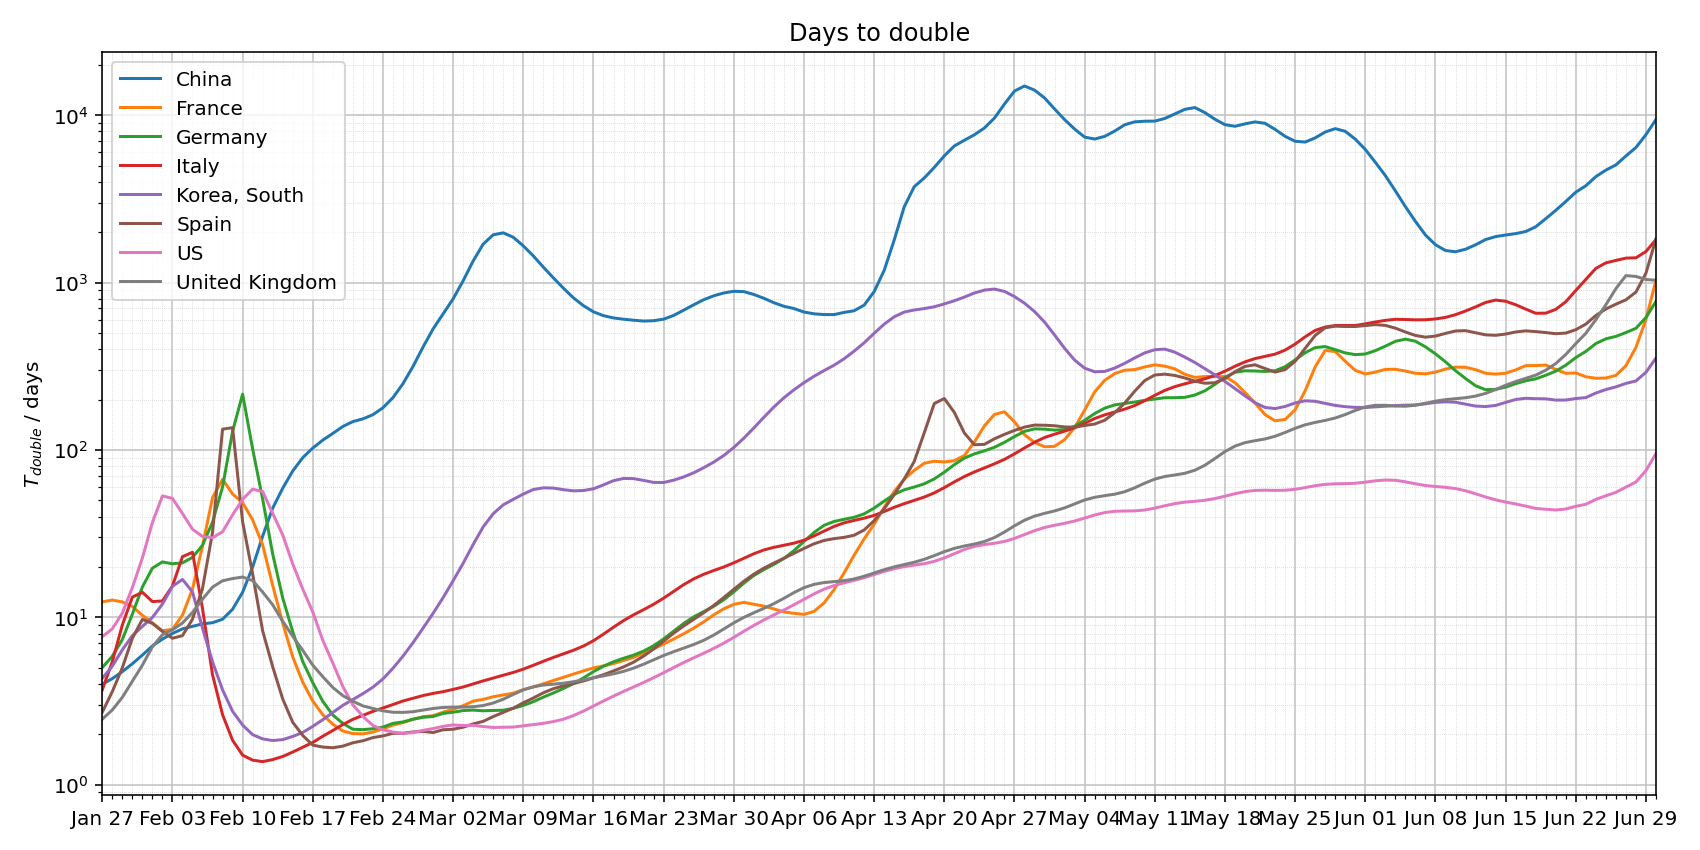 Days to double
China
France
Germany
Italy
Korea, South
Spain
US
United Kingdom
T_double / days
10⁴
10³
10²
10¹
10⁰
Jan 27 Feb 03 Feb 10 Feb 17 Feb 24 Mar 02 Mar 09 Mar 16 Mar 23 Mar 30 Apr 06 Apr 13 Apr 20 Apr 27 May 04 May 11 May 18 May 25 Jun 01 Jun 08 Jun 15 Jun 22 Jun 29